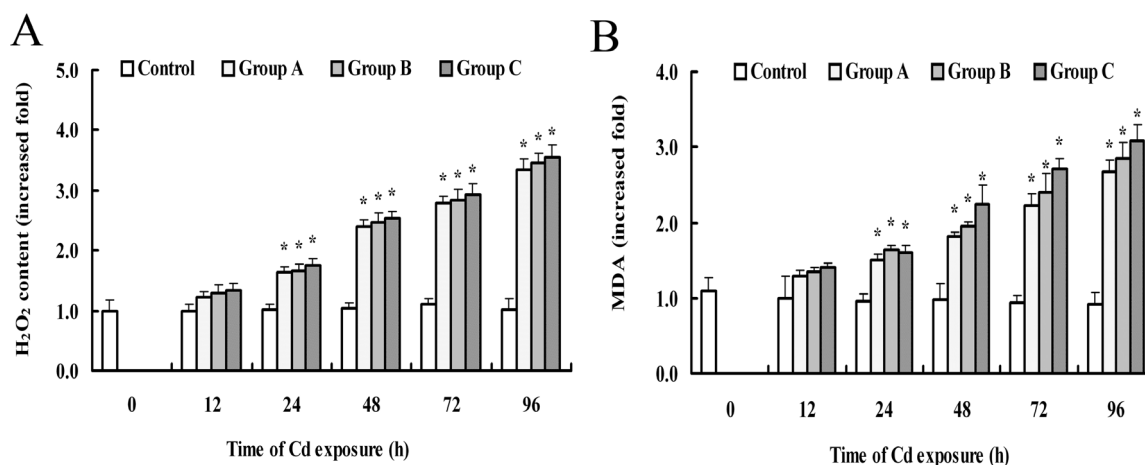 A
Control Group A Group B Group C
5.0
4.0
3.0
2.0
1.0
0.0
H₂O₂ content (increased fold)
* * *
* * *
* * *
* * *
0 12 24 48 72 96
Time of Cd exposure (h)
B
Control Group A Group B Group C
4.0
3.0
2.0
1.0
0.0
MDA (increased fold)
* * *
* * *
* * *
* * *
0 12 24 48 72 96
Time of Cd exposure (h)